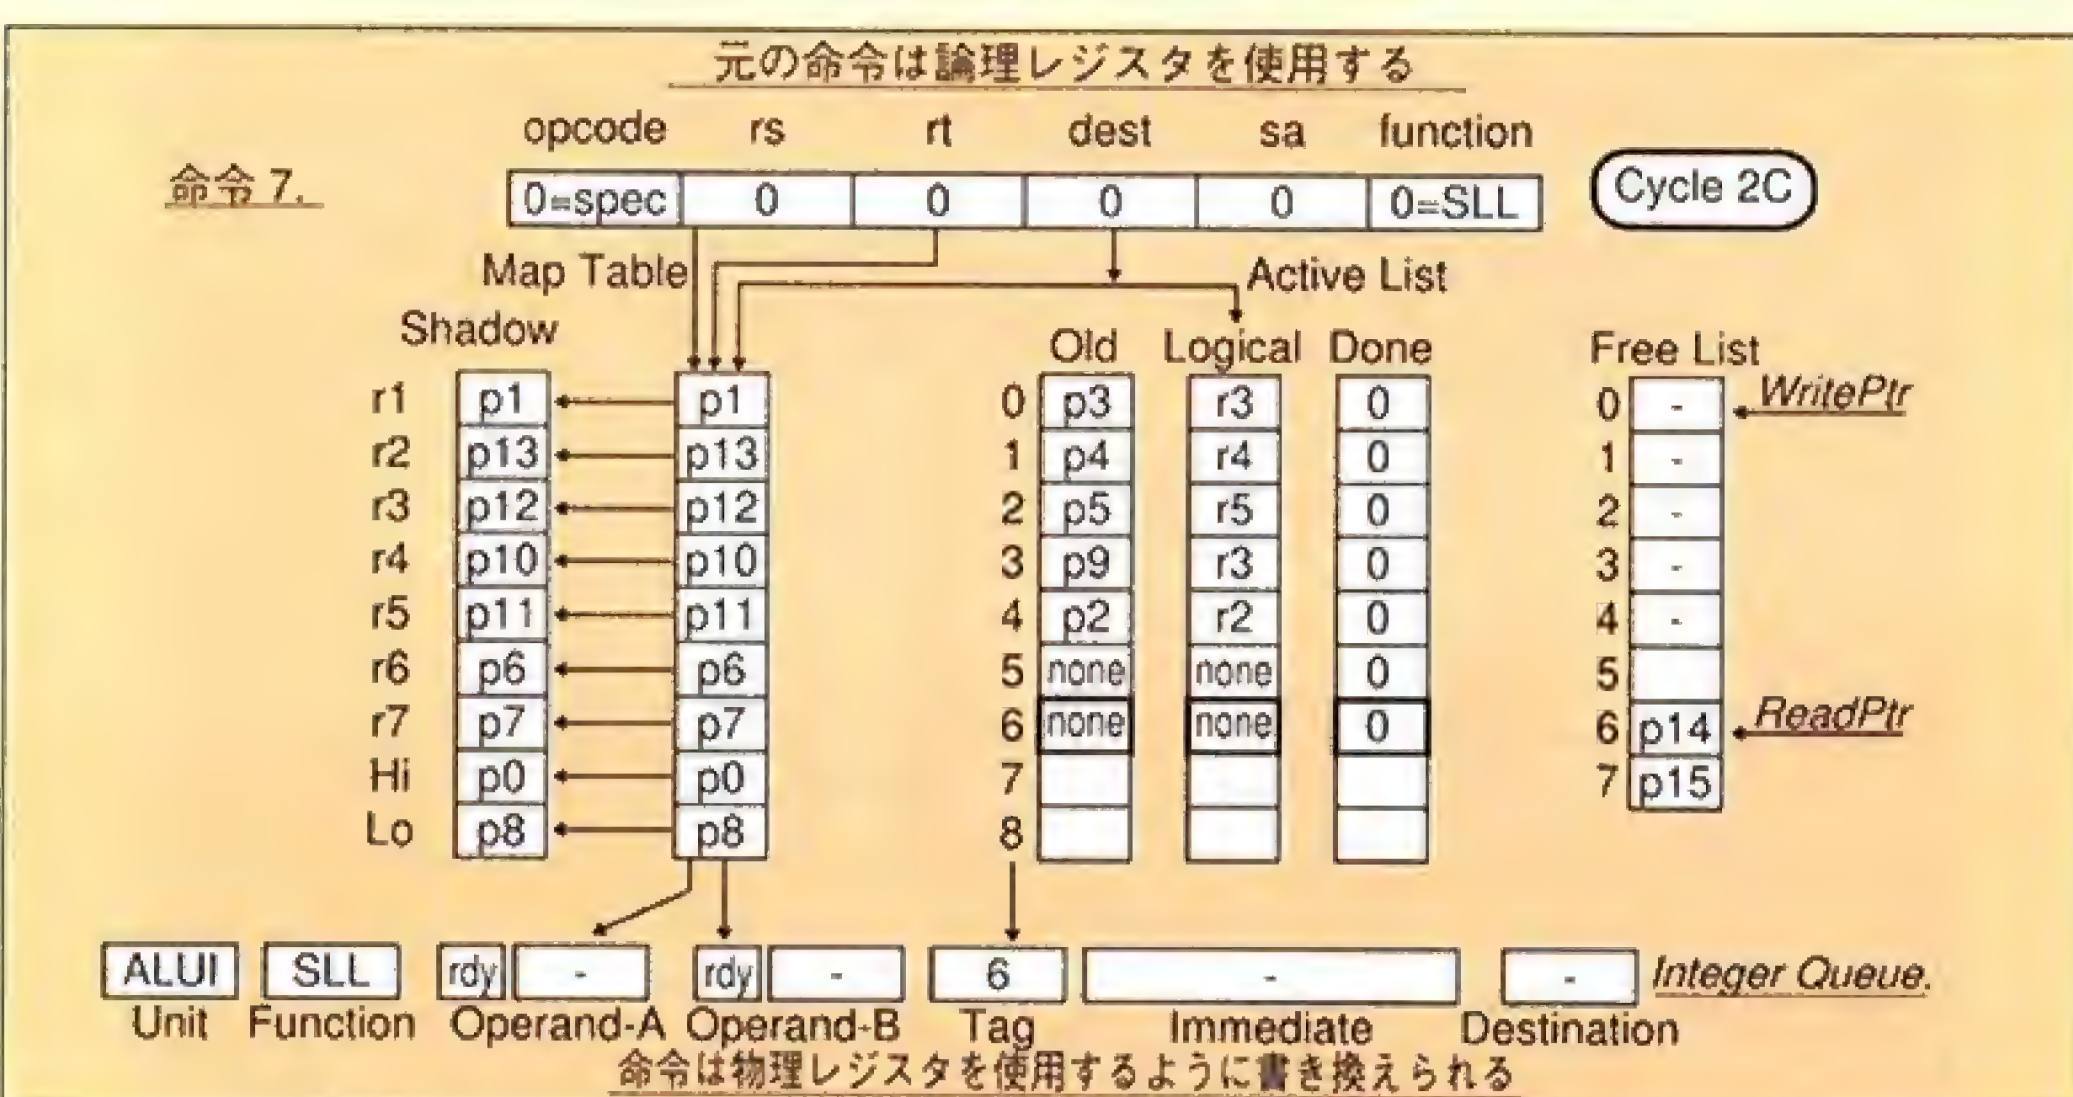 元の命令は論理レジスタを使用する
opcode rs rt dest sa function
命令 7. 0=spec 0 0 0 0 0=SLL Cycle 2C
Map Table Active List
Shadow Old Logical Done Free List
r1 p1 p1 0 p3 r3 0 0 - WritePtr
r2 p13 p13 1 p4 r4 0 1 -
r3 p12 p12 2 p5 r5 0 2 -
r4 p10 p10 3 p9 r3 0 3 -
r5 p11 p11 4 p2 r2 0 4 -
r6 p6 p6 5 none none 0 5
r7 p7 p7 6 none none 0 6 p14 ReadPtr
Hi p0 p0 7 7 p15
Lo p8 p8 8
ALUI SLL rdy - rdy - 6 - - Integer Queue.
Unit Function Operand-A Operand-B Tag Immediate Destination
命令は物理レジスタを使用するように書き換えられる